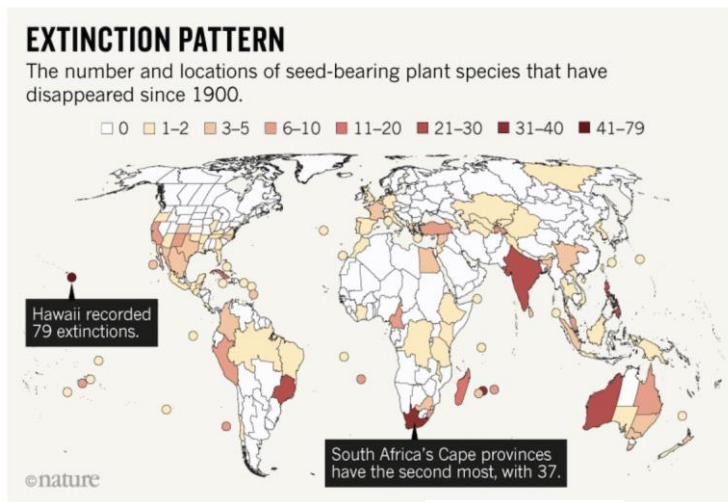 EXTINCTION PATTERN
The number and locations of seed-bearing plant species that have
disappeared since 1900.
0 1–2 3–5 6–10 11–20 21–30 31–40 41–79
Hawaii recorded
79 extinctions.
South Africa's Cape provinces
have the second most, with 37.
©nature